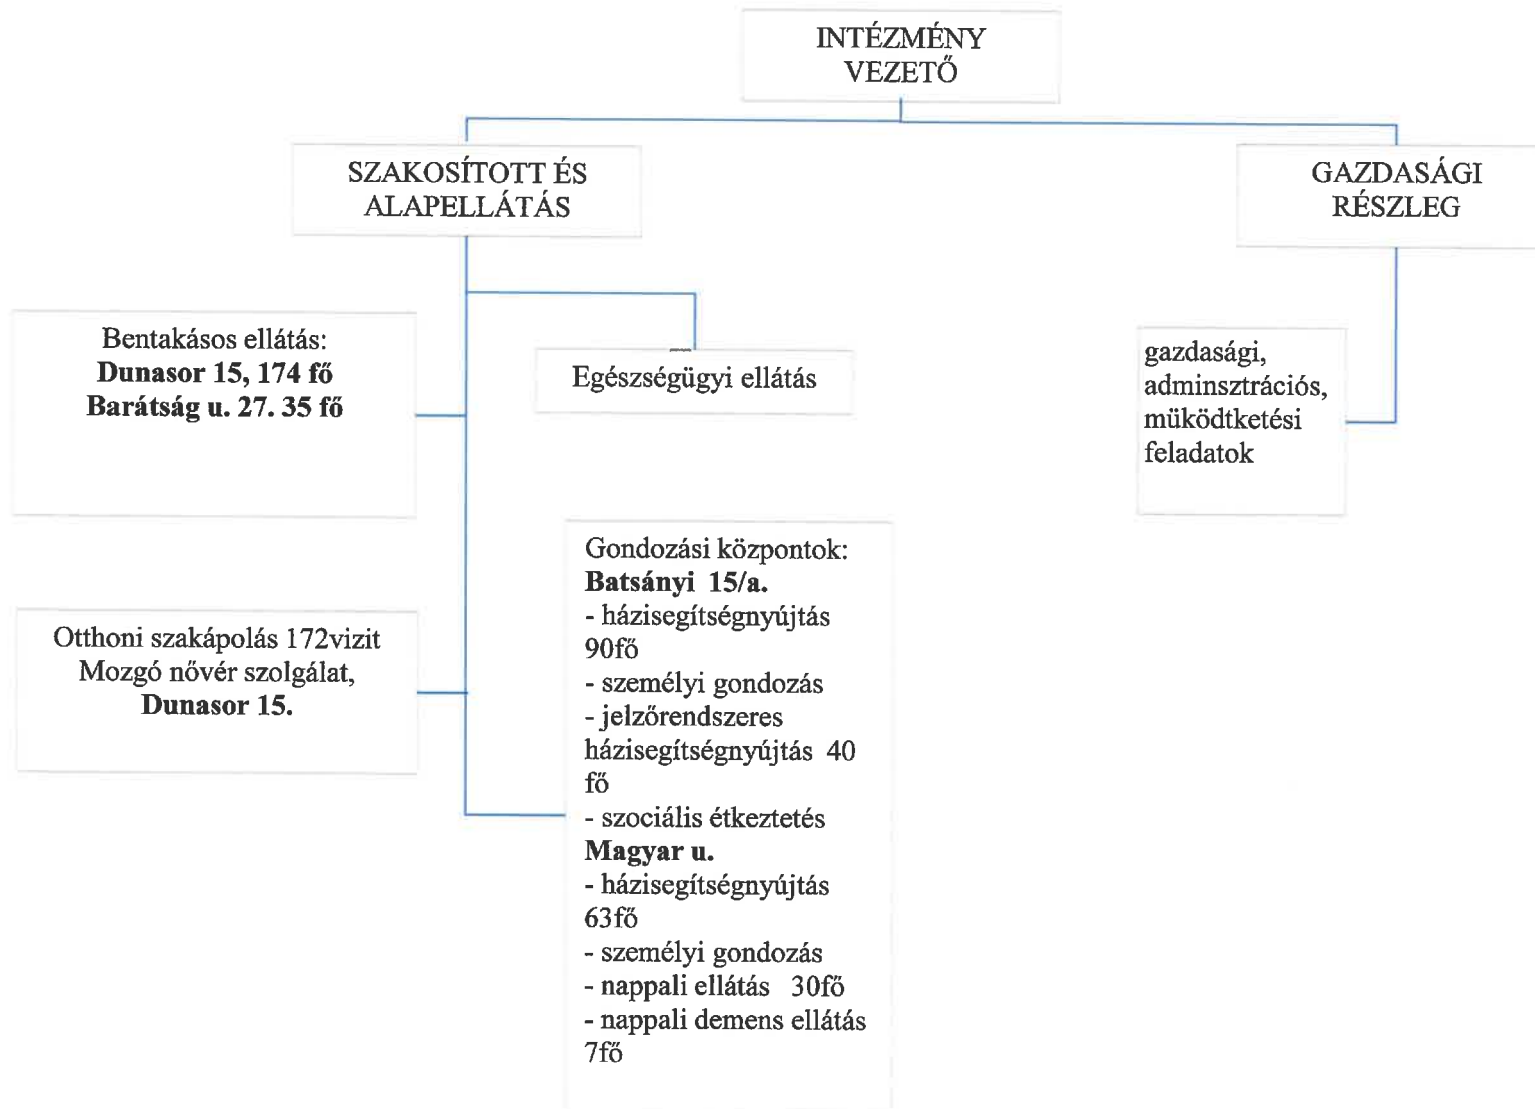 INTÉZMÉNY
VEZETŐ
SZAKOSÍTOTT ÉS
ALAPELLÁTÁS
GAZDASÁGI
RÉSZLEG
Bentakásos ellátás:
Dunasor 15, 174 fő
Barátság u. 27. 35 fő
Egészségügyi ellátás
gazdasági,
adminsztrációs,
müködtketési
feladatok
Otthoni szakápolás 172vizit
Mozgó nővér szolgálat,
Dunasor 15.
Gondozási központok:
Batsányi 15/a.
- házisegítségnyújtás
90fő
- személyi gondozás
- jelzőrendszeres
házisegítségnyújtás 40
fő
- szociális étkeztetés
Magyar u.
- házisegítségnyújtás
63fő
- személyi gondozás
- nappali ellátás 30fő
- nappali demens ellátás
7fő